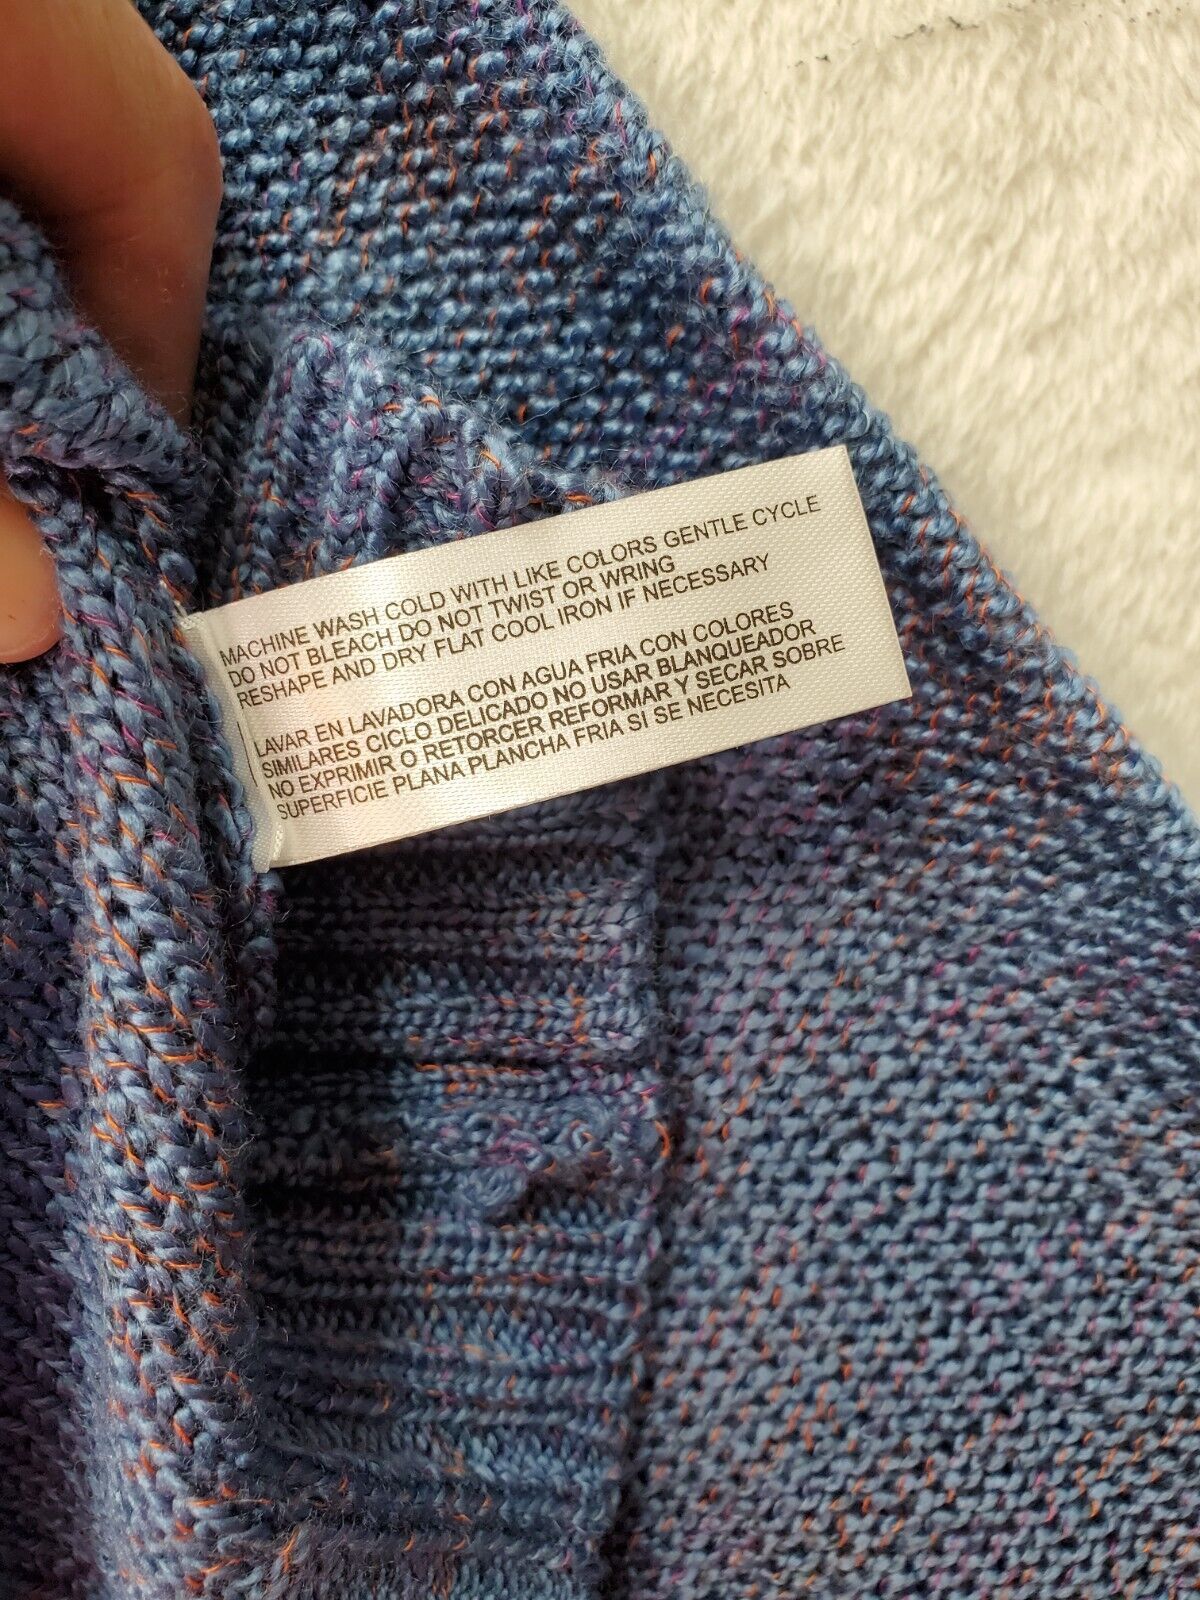 MACHINE WASH COLD WITH LIKE COLORS GENTLE CYCLE
DO NOT BLEACH DO NOT TWIST OR WRING
RESHAPE AND DRY FLAT COOL IRON IF NECESSARY
LAVAR EN LAVADORA CON AGUA FRIA CON COLORES
SIMILARES CICLO DELICADO NO USAR BLANQUEADOR
NO EXPRIMIR O RETORCER REFORMAR Y SECAR SOBRE
SUPERFICIE PLANA PLANCHA FRIA SI SE NECESITA